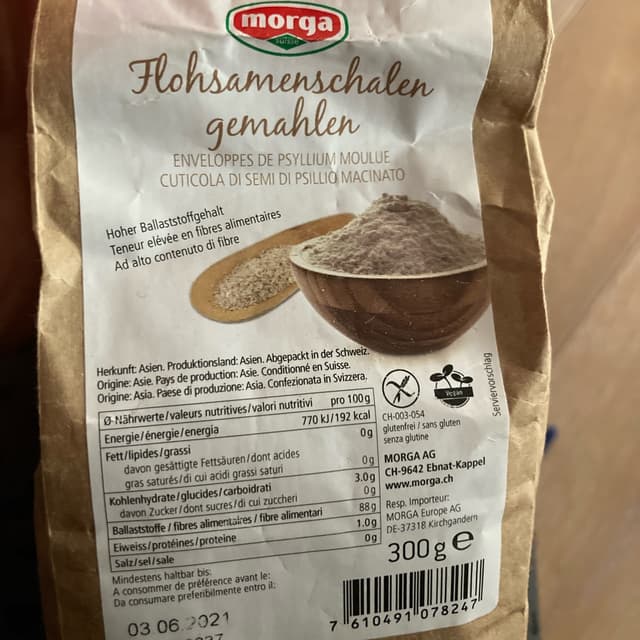 morga
suisse
Flohsamenschalen
gemahlen
ENVELOPPES DE PSYLLIUM MOULUE
CUTICOLA DI SEMI DI PSILLIO MACINATO
Hoher Ballaststoffgehalt
Teneur elévée en fibres alimentaires
Ad alto contenuto di fibre
Herkunft: Asien. Produktionsland: Asien. Abgepackt in der Schweiz.
Origine: Asie. Pays de production: Asie. Conditionné en Suisse.
Origine: Asia. Paese di produzione: Asia. Confezionata in Svizzera.
Serviervorschlag
Ø-Nährwerte/valeurs nutritives/valori nutritivi pro 100g
Energie/énergie/energia 770 kJ/192 kcal
Fett/lipides/grassi 0g
davon gesättigte Fettsäuren/dont acides
gras saturés/di cui acidi grassi saturi 0g
Kohlenhydrate/glucides/carboidrati 3.0g
davon Zucker/dont sucres/di cui zuccheri 0g
Ballaststoffe/fibres alimentaires/fibre alimentari 88g
Eiweiss/protéines/proteine 1.0g
Salz/sel/sale 0g
Vegan
CH-003-054
glutenfrei / sans gluten
senza glutine
MORGA AG
CH-9642 Ebnat-Kappel
www.morga.ch
Resp. Importeur:
MORGA Europe AG
DE-37318 Kirchgandern
300g e
Mindestens haltbar bis:
A consommer de préférence avant le:
Da consumare preferibilmente entro il:
03.06.2021
7 610491 078247